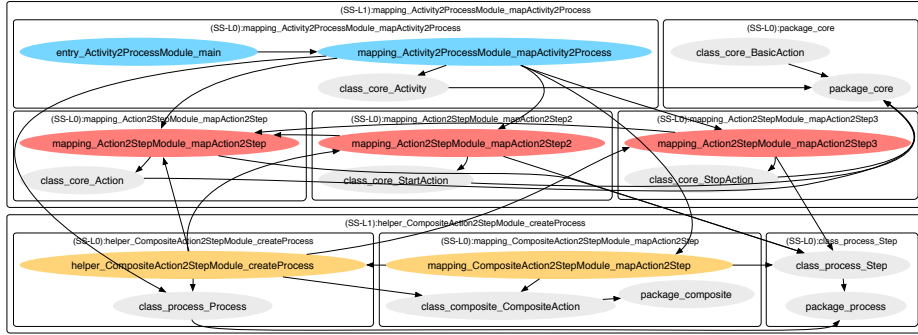 (SS-L1):mapping_Activity2ProcessModule_mapActivity2Process
(SS-L0):mapping_Activity2ProcessModule_mapActivity2Process
(SS-L0):package_core
entry_Activity2ProcessModule_main
mapping_Activity2ProcessModule_mapActivity2Process
class_core_BasicAction
class_core_Activity
package_core
(SS-L0):mapping_Action2StepModule_mapAction2Step
(SS-L0):mapping_Action2StepModule_mapAction2Step2
(SS-L0):mapping_Action2StepModule_mapAction2Step3
mapping_Action2StepModule_mapAction2Step
mapping_Action2StepModule_mapAction2Step2
mapping_Action2StepModule_mapAction2Step3
class_core_Action
class_core_StartAction
class_core_StopAction
(SS-L1):helper_CompositeAction2StepModule_createProcess
(SS-L0):helper_CompositeAction2StepModule_createProcess
(SS-L0):mapping_CompositeAction2StepModule_mapAction2Step
(SS-L0):class_process_Step
helper_CompositeAction2StepModule_createProcess
mapping_CompositeAction2StepModule_mapAction2Step
class_process_Step
class_process_Process
class_composite_CompositeAction
package_composite
package_process